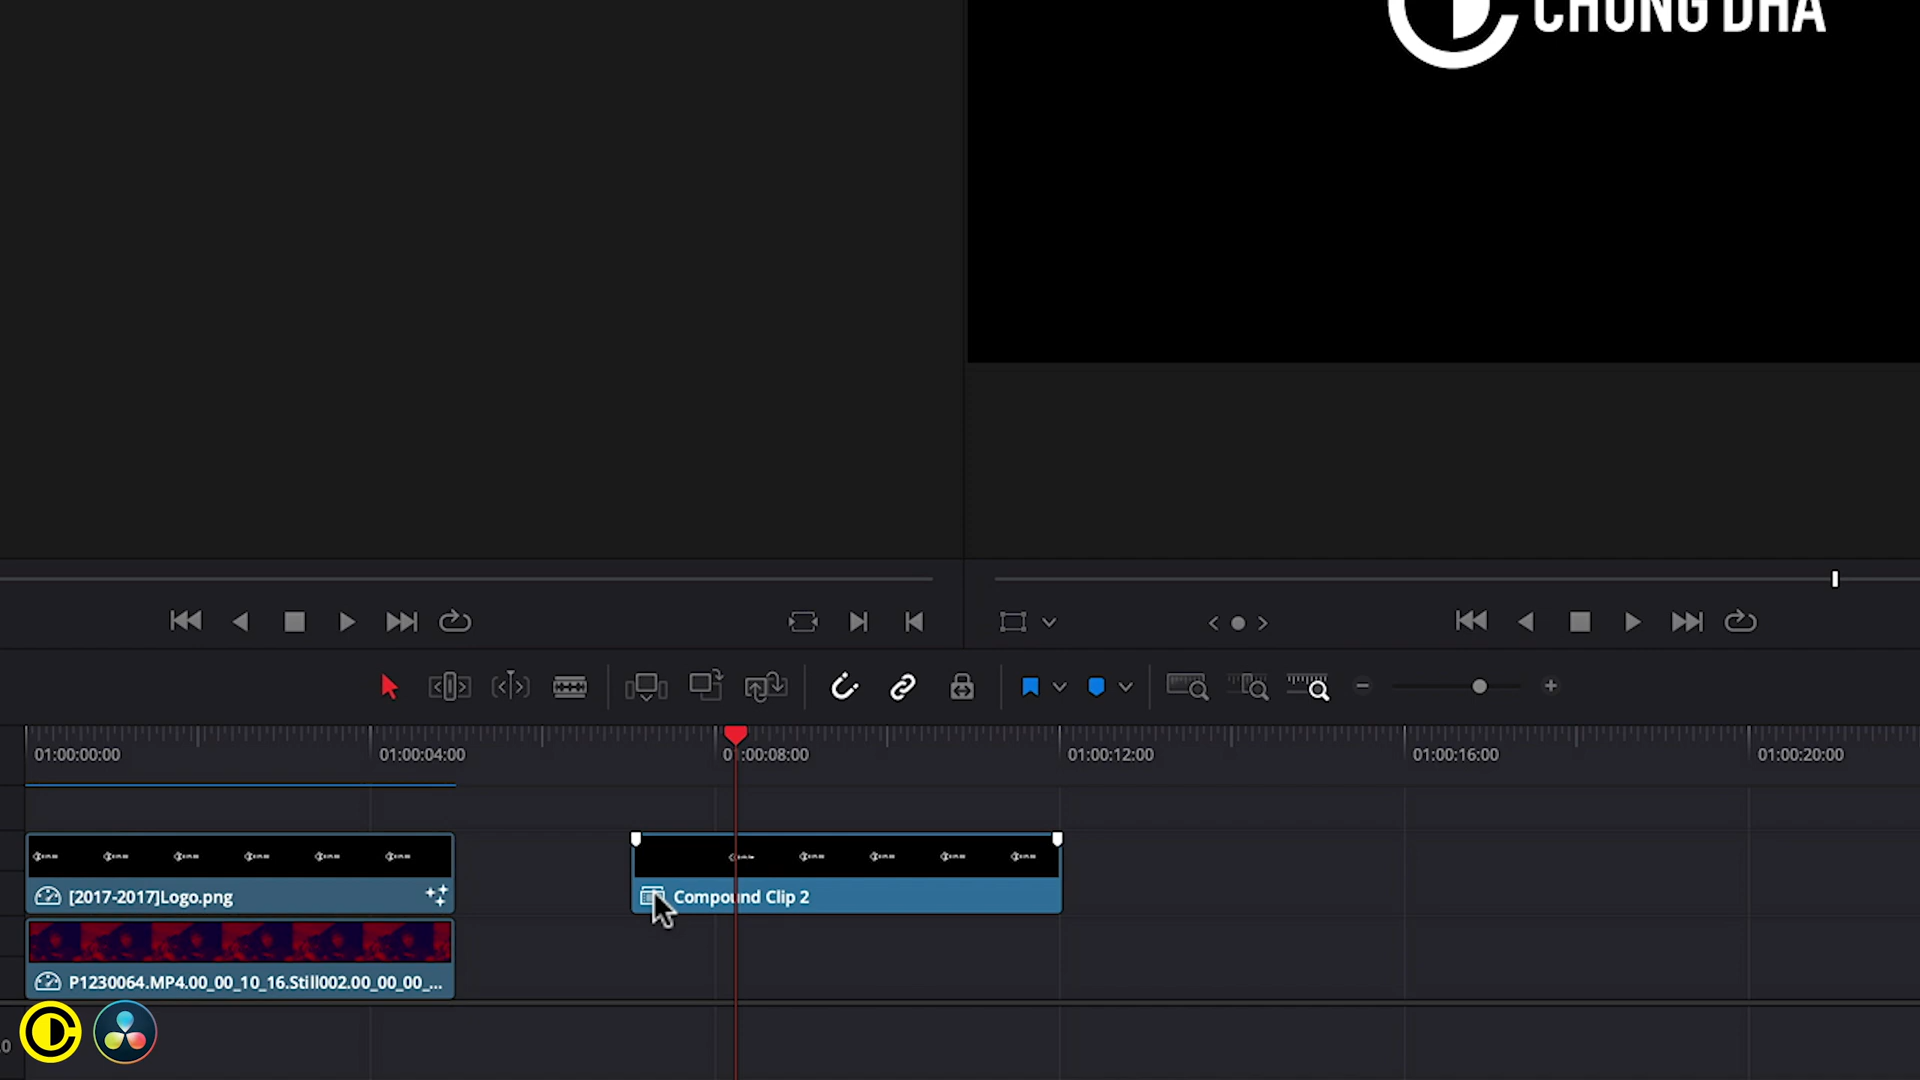 CHUNG DHA
01:00:00:00
01:00:04:00
01:00:08:00
01:00:12:00
01:00:16:00
01:00:20:00
[2017-2017]Logo.png
Compound Clip 2
P1230064.MP4.00_00_10_16.Still002.00_00_00_...
.0